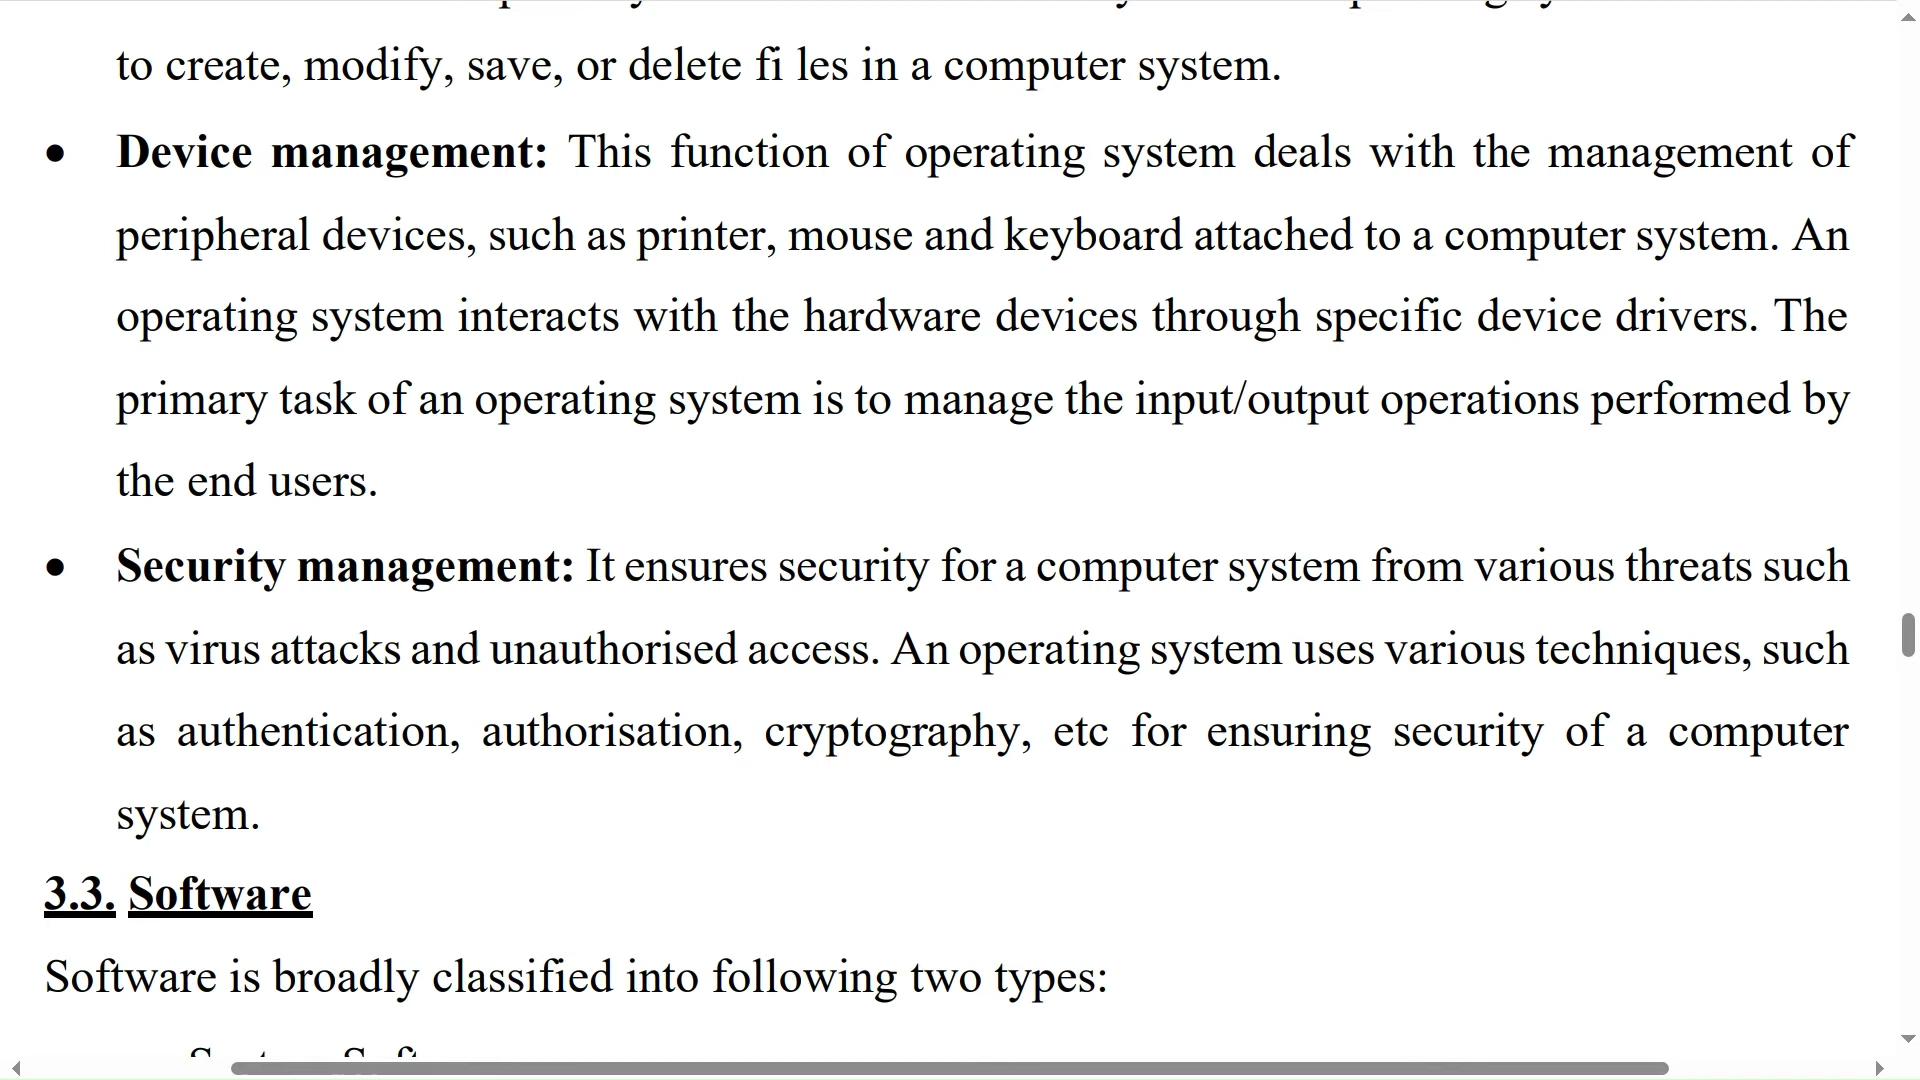 to create, modify, save, or delete fi les in a computer system.
• Device management: This function of operating system deals with the management of
peripheral devices, such as printer, mouse and keyboard attached to a computer system. An
operating system interacts with the hardware devices through specific device drivers. The
primary task of an operating system is to manage the input/output operations performed by
the end users.
• Security management: It ensures security for a computer system from various threats such
as virus attacks and unauthorised access. An operating system uses various techniques, such
as authentication, authorisation, cryptography, etc for ensuring security of a computer
system.
3.3. Software
Software is broadly classified into following two types: